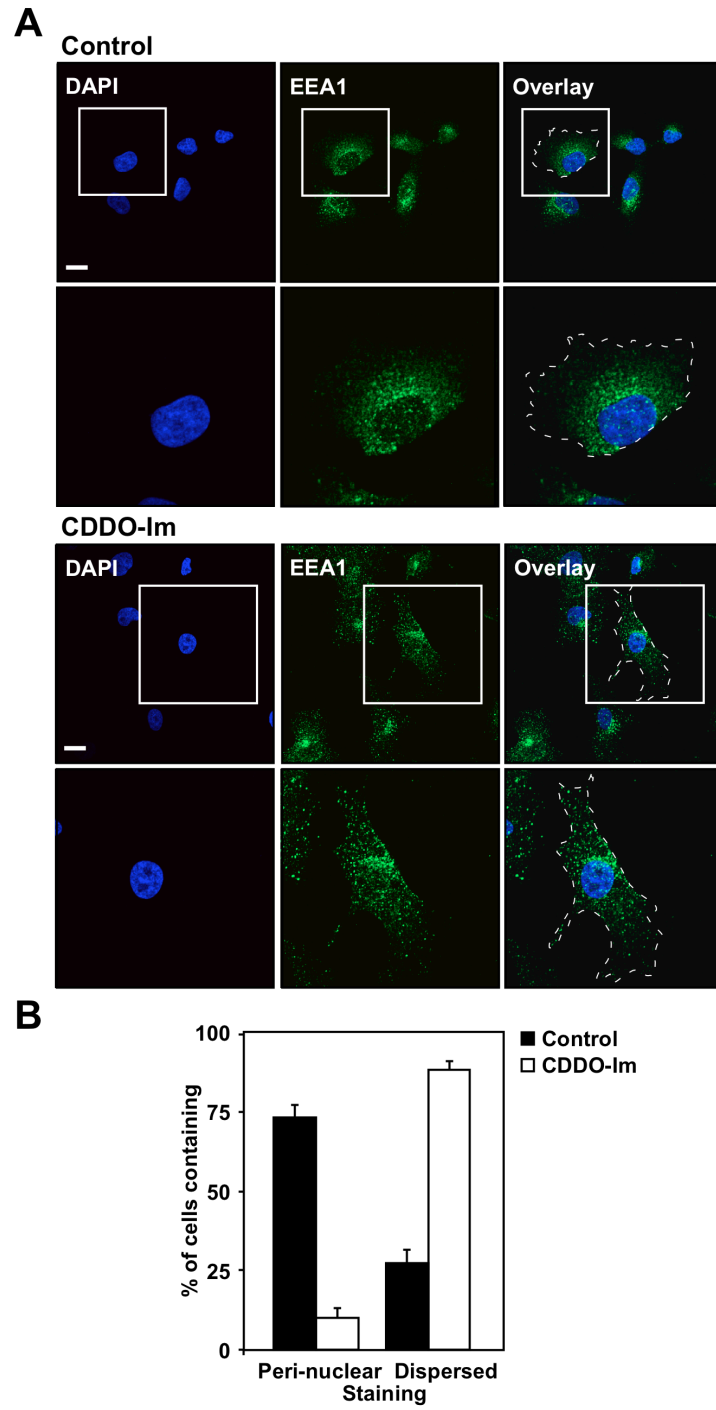 A
Control
DAPI
EEA1
Overlay
CDDO-Im
DAPI
EEA1
Overlay
B
% of cells containing
100
75
50
25
0
Control
CDDO-Im
Peri-nuclear
Dispersed
Staining